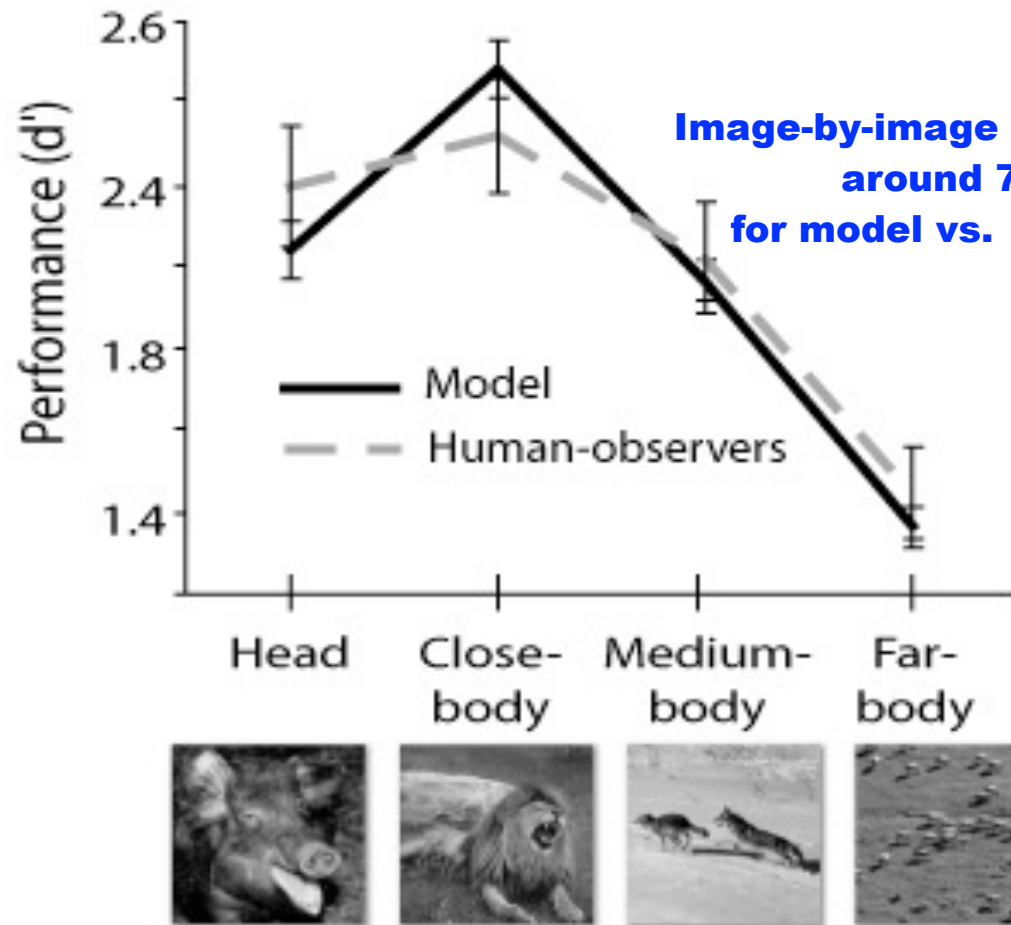 2.6
2.4
1.8
1.4
Performance (d')
Image-by-image
around 7
for model vs.
Model
Human-observers
Head
Close-
body
Medium-
body
Far-
body